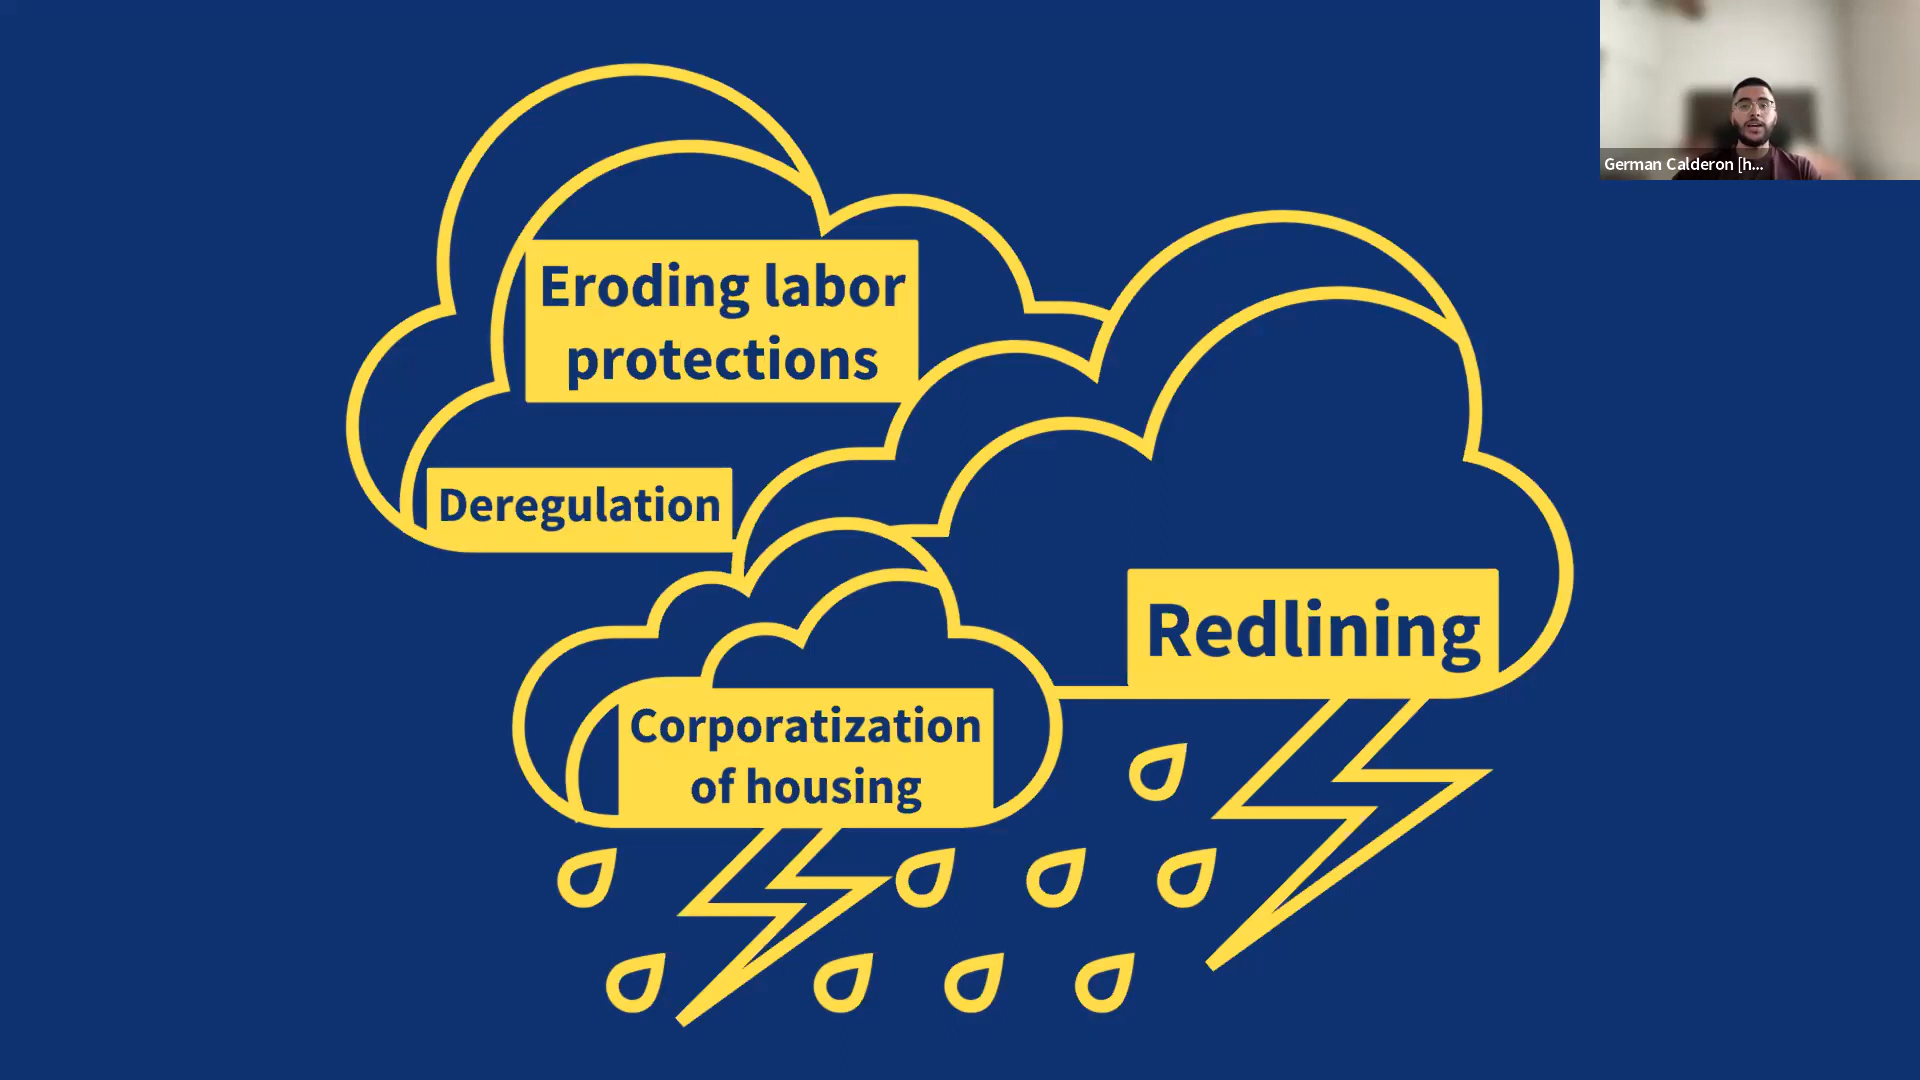 German Calderon [h...
Eroding labor
protections
Deregulation
Redlining
Corporatization
of housing